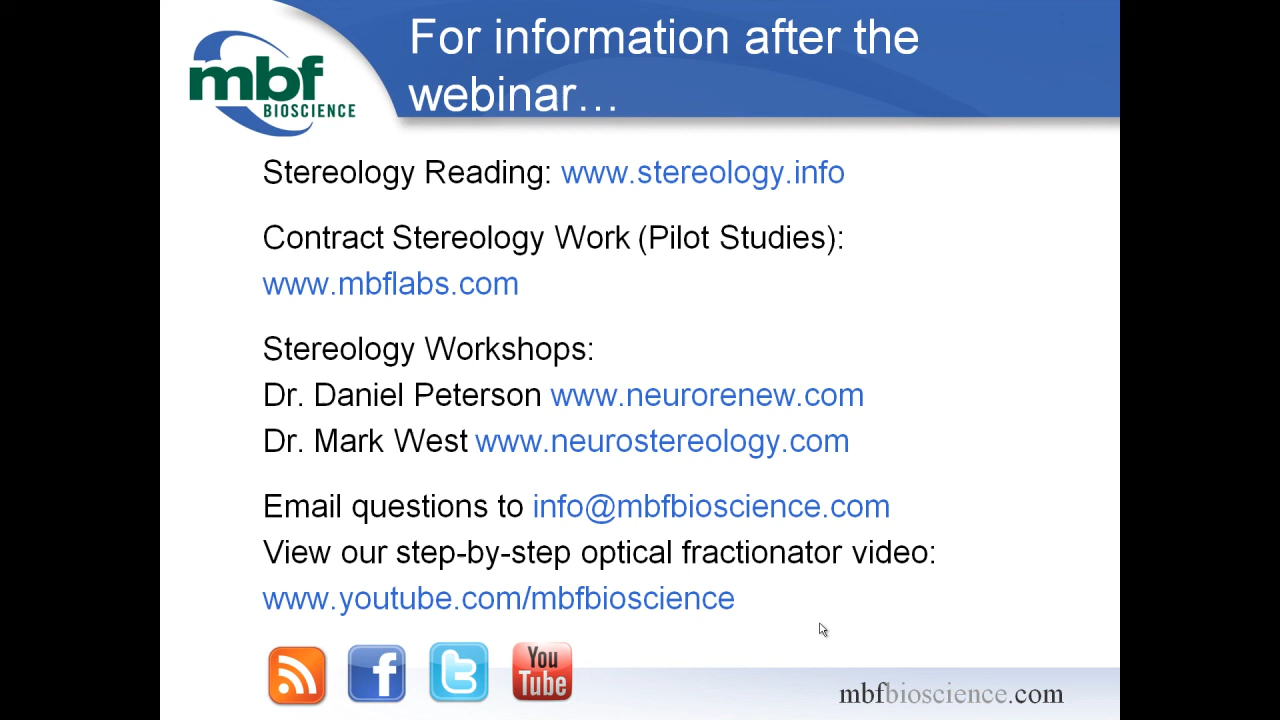 mbf
BIOSCIENCE
For information after the
webinar...
Stereology Reading: www.stereology.info
Contract Stereology Work (Pilot Studies):
www.mbflabs.com
Stereology Workshops:
Dr. Daniel Peterson www.neurorenew.com
Dr. Mark West www.neurostereology.com
Email questions to info@mbfbioscience.com
View our step-by-step optical fractionator video:
www.youtube.com/mbfbioscience
f
t
You
Tube
mbfbioscience.com